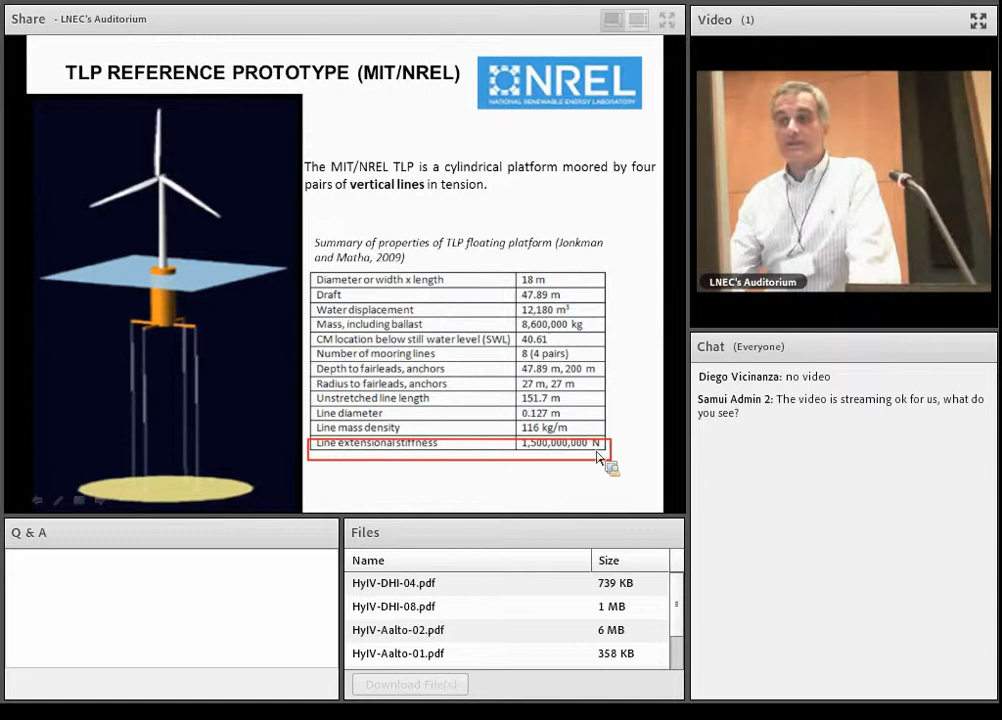 Share - LNEC's Auditorium
TLP REFERENCE PROTOTYPE (MIT/NREL)
NREL
NATIONAL RENEWABLE ENERGY LABORATORY
The MIT/NREL TLP is a cylindrical platform moored by four
pairs of vertical lines in tension.
Summary of properties of TLP floating platform (Jonkman
and Matha, 2009)
Diameter or width x length 18 m
Draft 47.89 m
Water displacement 12,180 m³
Mass, including ballast 8,600,000 kg
CM location below still water level (SWL) 40.61
Number of mooring lines 8 (4 pairs)
Depth to fairleads, anchors 47.89 m, 200 m
Radius to fairleads, anchors 27 m, 27 m
Unstretched line length 151.7 m
Line diameter 0.127 m
Line mass density 116 kg/m
Line extensional stiffness 1,500,000,000 N
Video (1)
LNEC's Auditorium
Chat (Everyone)
Diego Vicinanza: no video
Samui Admin 2: The video is streaming ok for us, what do
you see?
Q & A
Files
Name Size
HyIV-DHI-04.pdf 739 KB
HyIV-DHI-08.pdf 1 MB
HyIV-Aalto-02.pdf 6 MB
HyIV-Aalto-01.pdf 358 KB
Download File(s)